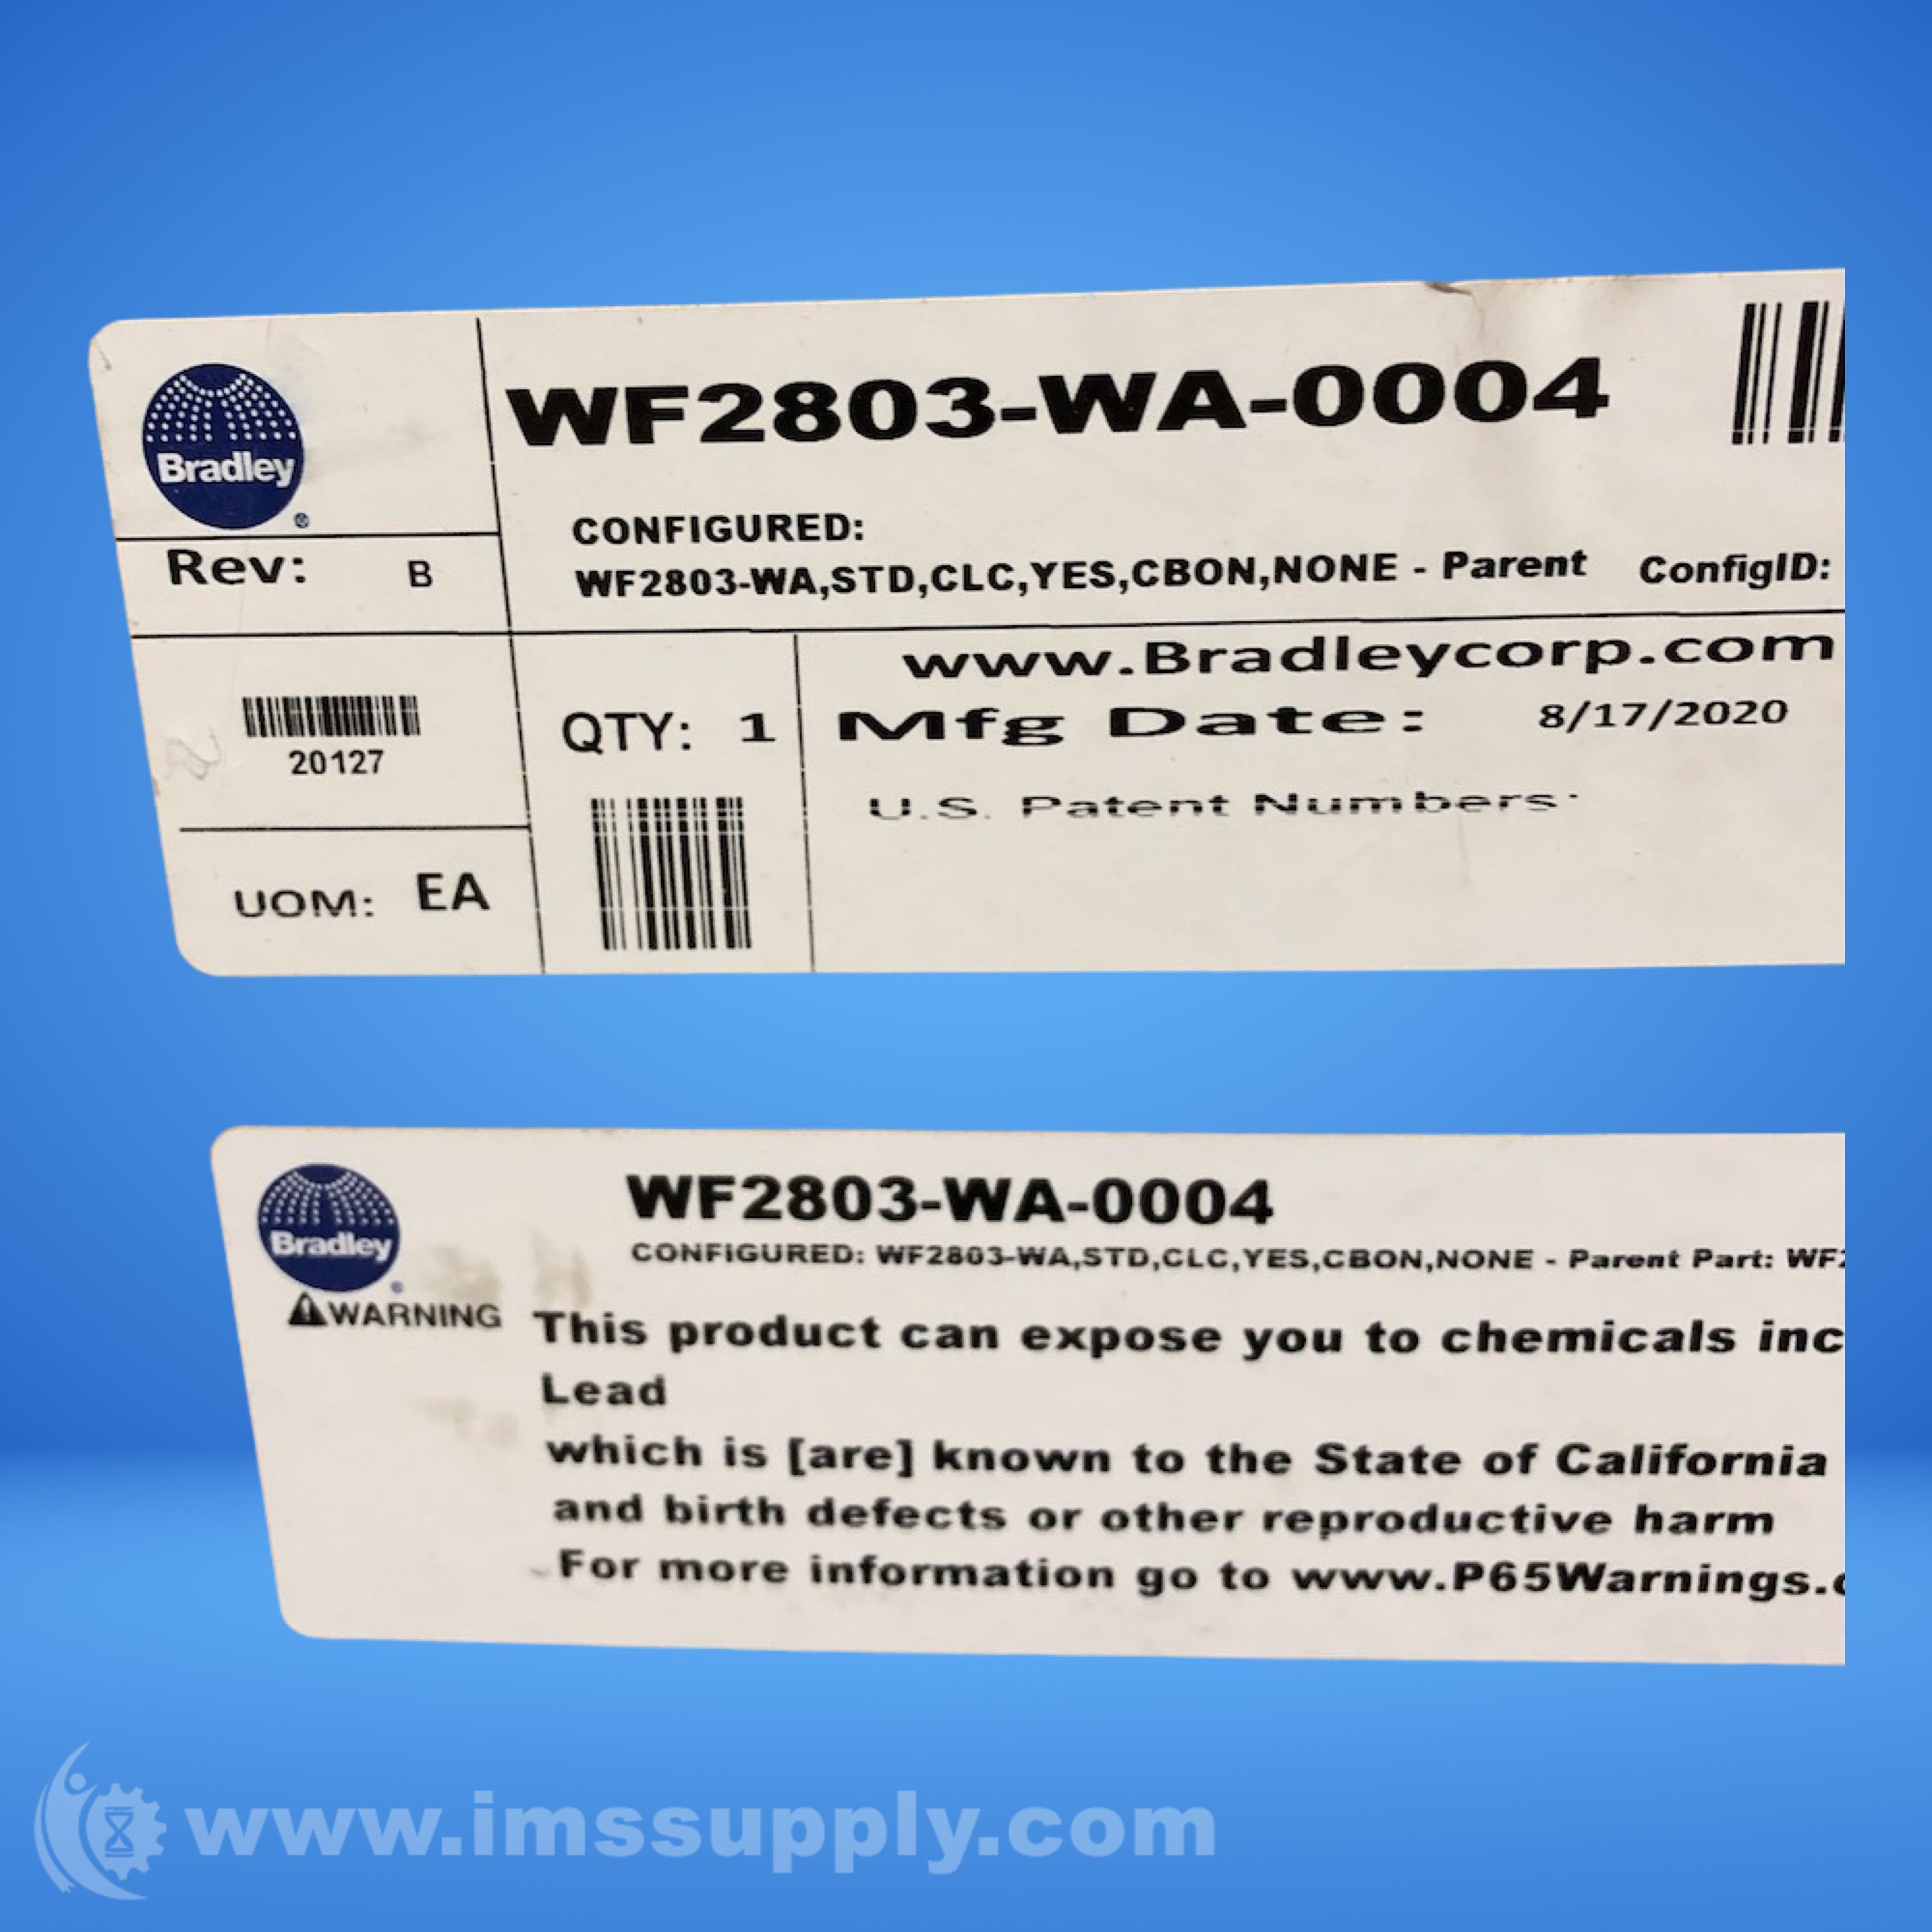 Bradley
®
WF2803-WA-0004
CONFIGURED:
WF2803-WA,STD,CLC,YES,CBON,NONE - Parent ConfigID:
Rev: B
www.Bradleycorp.com
20127
QTY: 1
Mfg Date: 8/17/2020
U.S. Patent Numbers:
UOM: EA
Bradley
®
WF2803-WA-0004
CONFIGURED: WF2803-WA,STD,CLC,YES,CBON,NONE - Parent Part: WF2
WARNING
This product can expose you to chemicals inc
Lead
which is [are] known to the State of California
and birth defects or other reproductive harm
For more information go to www.P65Warnings.c
www.imssupply.com